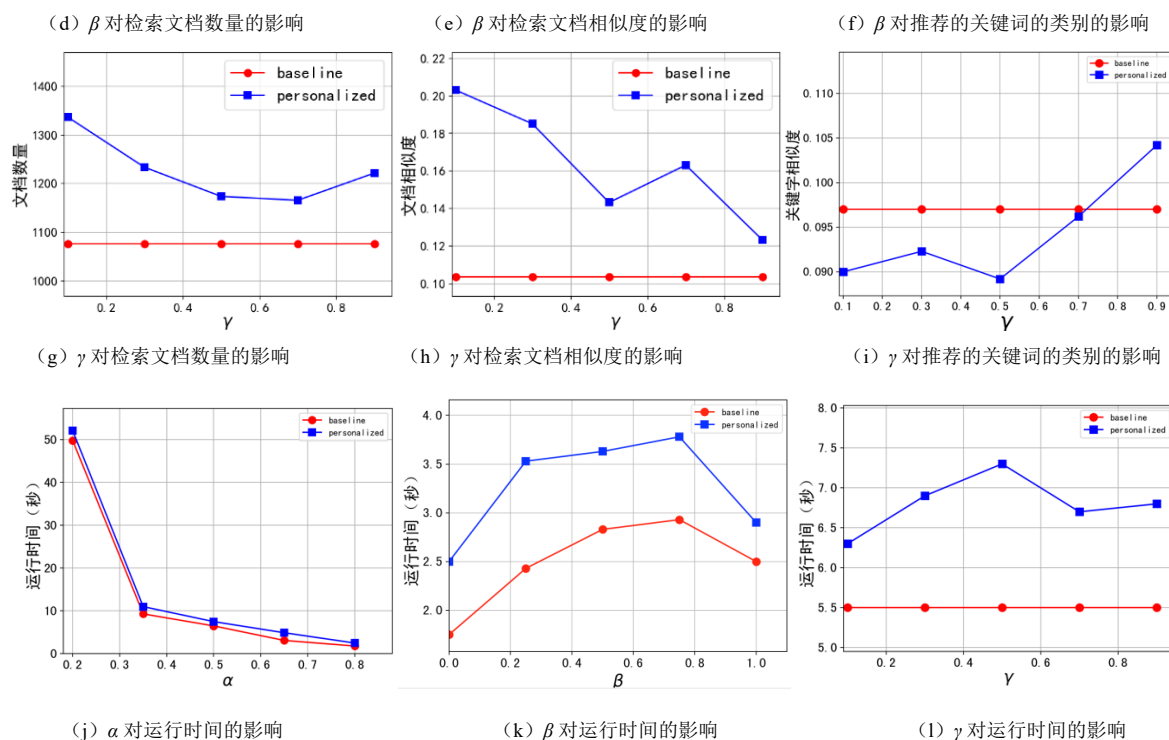 (d) β 对检索文档数量的影响
(e) β 对检索文档相似度的影响
(f) β 对推荐的关键词的类别的影响
baseline
personalized
1400
1300
1200
1100
1000
文档数量
0.2 0.4 0.6 0.8
γ
baseline
personalized
0.22
0.20
0.18
0.16
0.14
0.12
0.10
文档相似度
0.2 0.4 0.6 0.8
γ
baseline
personalized
0.110
0.105
0.100
0.095
0.090
关键字相似度
0.1 0.2 0.3 0.4 0.5 0.6 0.7 0.8 0.9
γ
(g) γ 对检索文档数量的影响
(h) γ 对检索文档相似度的影响
(i) γ 对推荐的关键词的类别的影响
baseline
personalized
50
40
30
20
10
0
运行时间（秒）
0.2 0.3 0.4 0.5 0.6 0.7 0.8
α
baseline
personalized
4.0
3.5
3.0
2.5
2.0
运行时间（秒）
0.0 0.2 0.4 0.6 0.8 1.0
β
baseline
personalized
8.0
7.5
7.0
6.5
6.0
5.5
5.0
运行时间（秒）
0.2 0.4 0.6 0.8
γ
(j) α 对运行时间的影响
(k) β 对运行时间的影响
(l) γ 对运行时间的影响